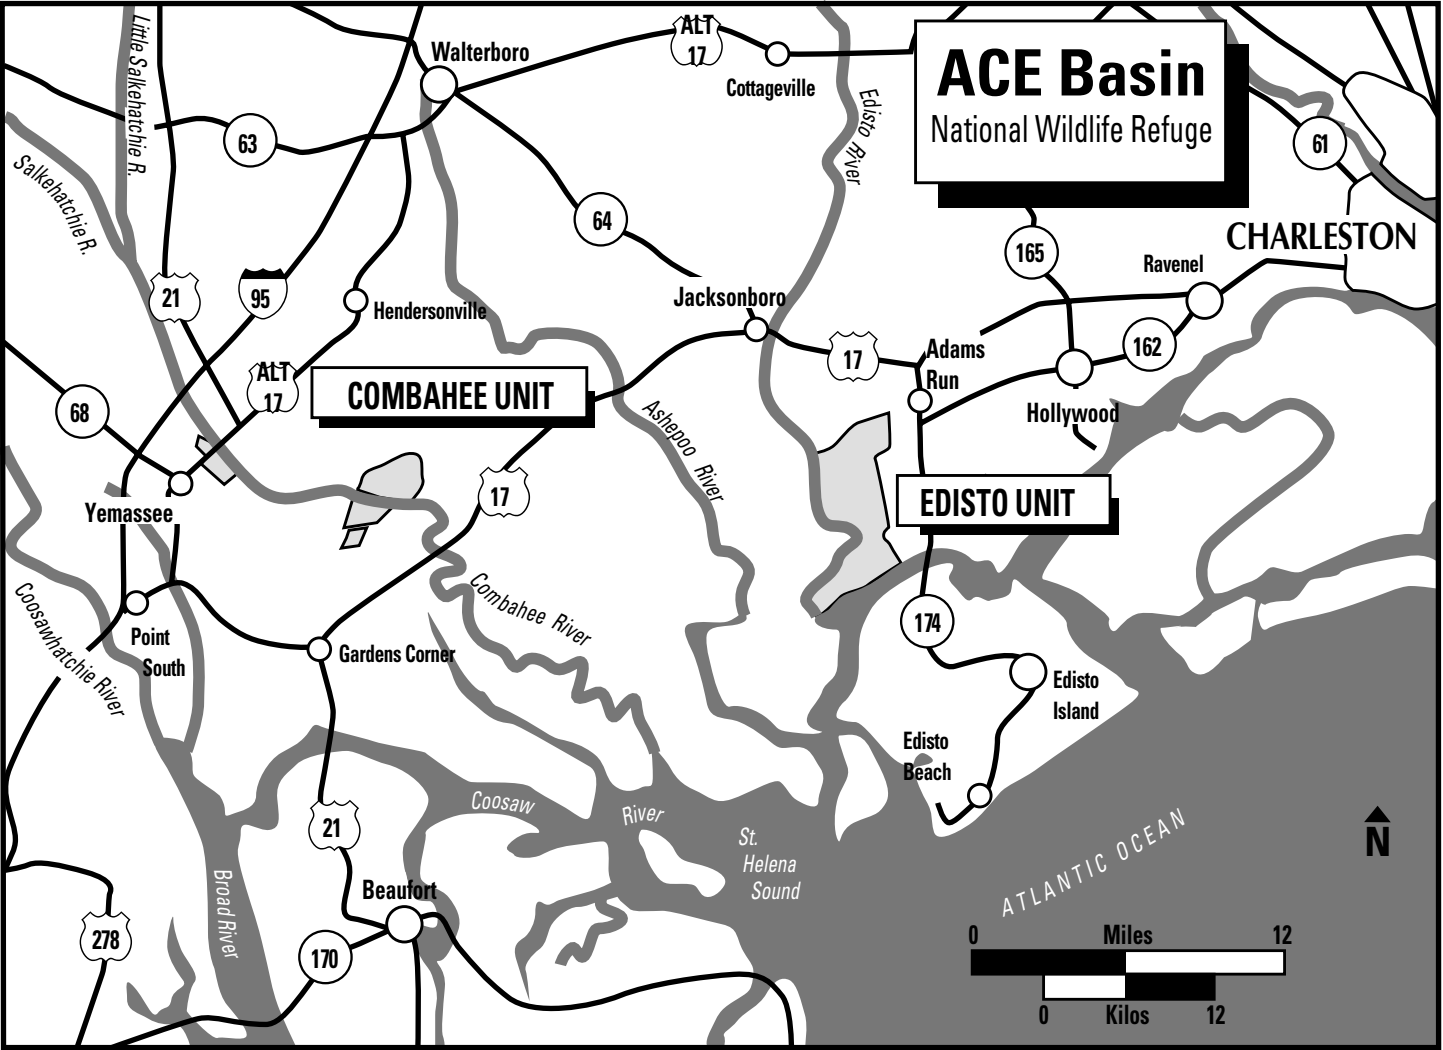 ACE Basin
National Wildlife Refuge
Little Salkehatchie R.
Salkehatchie R.
Walterboro
ALT
17
Cottageville
Edisto River
61
63
64
165
CHARLESTON
Ravenel
21
95
Hendersonville
Jacksonboro
17
Adams
Run
162
Hollywood
ALT
17
68
COMBAHEE UNIT
Ashepoo River
17
EDISTO UNIT
Yemassee
Coosawhatchie River
Point
South
Combahee River
Gardens Corner
174
Edisto
Island
Edisto
Beach
Coosaw
River
St.
Helena
Sound
21
Beaufort
Broad River
278
170
ATLANTIC OCEAN
N
0 Miles 12
0 Kilos 12